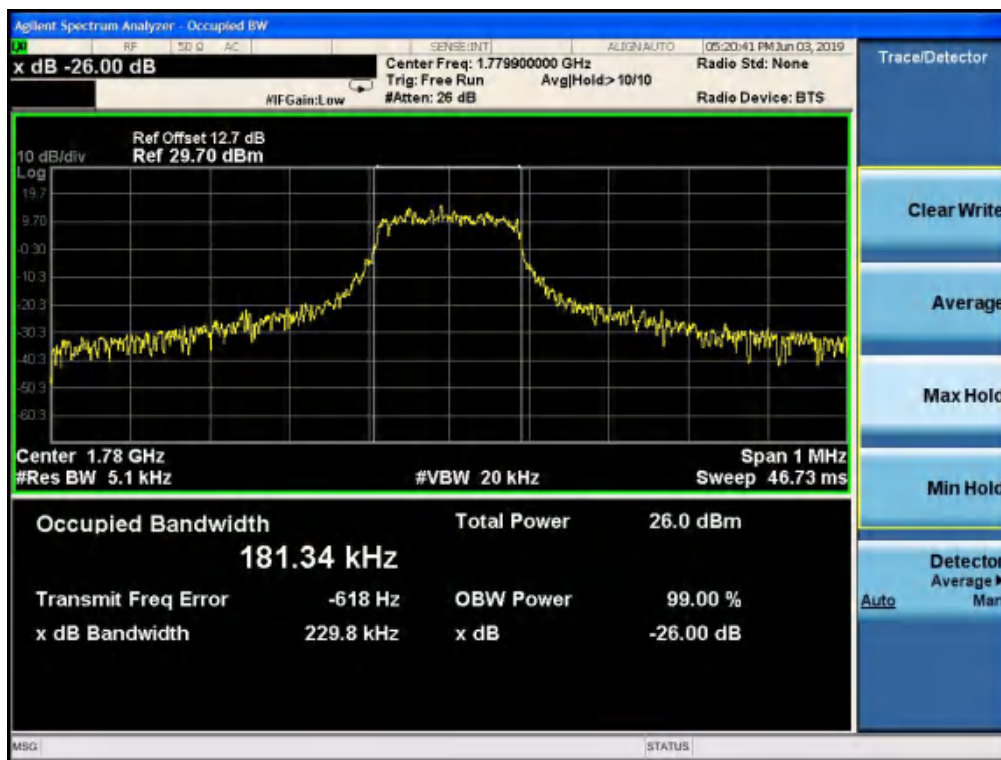 Agilent Spectrum Analyzer - Occupied BW
RF 50 Ω AC SENSE:INT ALIGN AUTO 05:20:41 PM Jun 03, 2019
x dB -26.00 dB
Center Freq: 1.779900000 GHz Radio Std: None
Trig: Free Run Avg|Hold:> 10/10
#IFGain:Low #Atten: 26 dB Radio Device: BTS
Ref Offset 12.7 dB
10 dB/div Ref 29.70 dBm
Log
19.7
9.70
-0.30
-10.3
-20.3
-30.3
-40.3
-50.3
-60.3
Center 1.78 GHz Span 1 MHz
#Res BW 5.1 kHz #VBW 20 kHz Sweep 46.73 ms
Occupied Bandwidth Total Power 26.0 dBm
181.34 kHz
Transmit Freq Error -618 Hz OBW Power 99.00 %
x dB Bandwidth 229.8 kHz x dB -26.00 dB
MSG STATUS
Trace/Detector
Clear Write
Average
Max Hold
Min Hold
Detector
Average
Auto Man